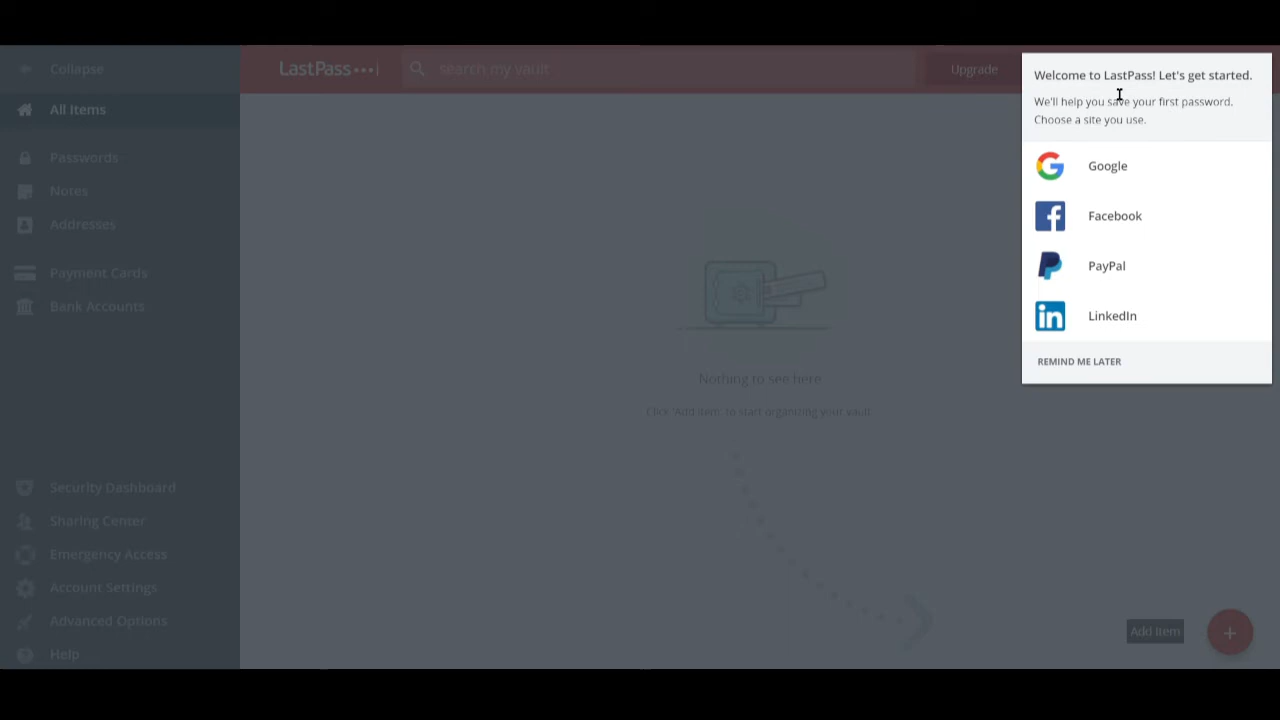 Collapse
All Items
Passwords
Notes
Addresses
Payment Cards
Bank Accounts
Security Dashboard
Sharing Center
Emergency Access
Account Settings
Advanced Options
Help
LastPass
search my vault
Upgrade
Nothing to see here
Click 'Add Item' to start organizing your vault
Add Item
Welcome to LastPass! Let's get started.
We'll help you save your first password.
Choose a site you use.
Google
Facebook
PayPal
LinkedIn
REMIND ME LATER